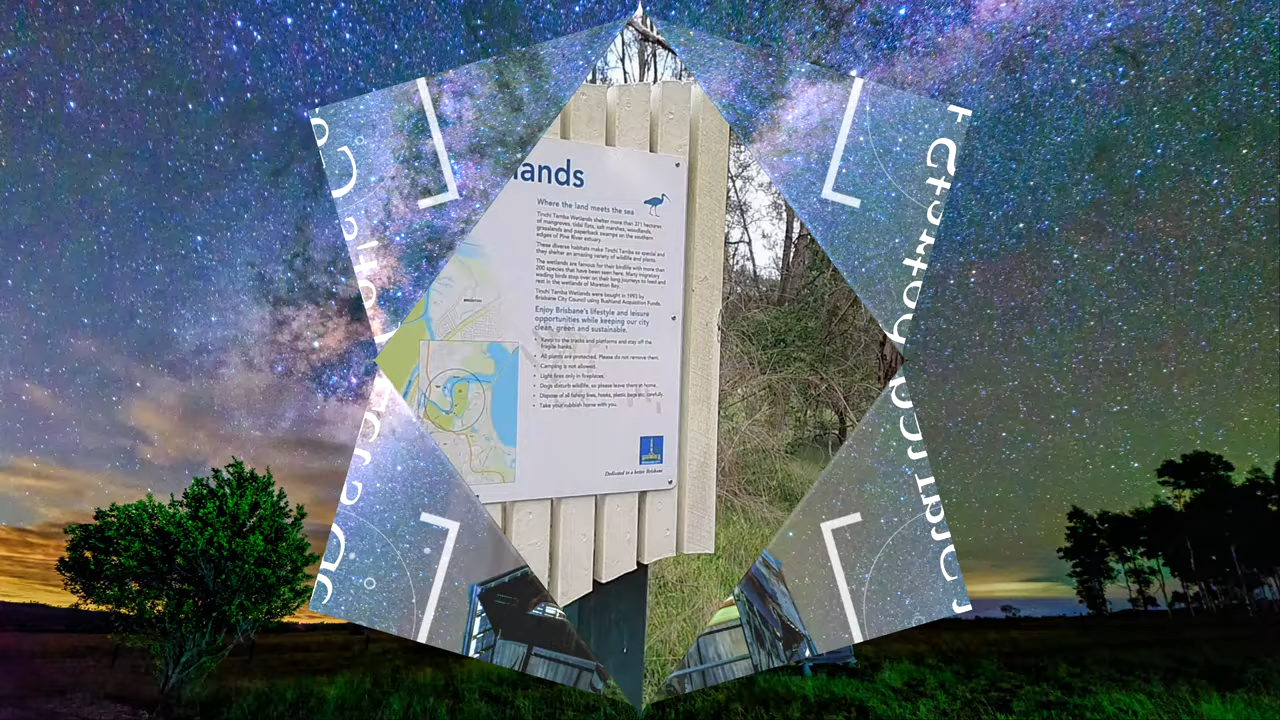 lands
Where the land meets the sea
Tinchi Tamba Wetlands shelter more than 371 hectares
of mangroves, tidal flats, salt marshes, woodlands,
grasslands and paperback swamps on the southern
edges of Pine River estuary.
These diverse habitats make Tinchi Tamba so special and
they shelter an amazing variety of wildlife and plants.
The wetlands are famous for their birdlife with more than
200 species that have been seen here. Many migratory
wading birds stop over on their long journeys to feed and
rest in the wetlands of Moreton Bay.
Tinchi Tamba Wetlands were bought in 1993 by
Brisbane City Council using Bushland Acquisition Funds.
Enjoy Brisbane's lifestyle and leisure
opportunities while keeping our city
clean, green and sustainable.
• Keep to the tracks and platforms and stay off the
fragile banks.
• All plants are protected. Please do not remove them.
• Camping is not allowed.
• Light fires only in fireplaces.
• Dogs disturb wildlife, so please leave them at home.
• Dispose of all fishing lines, hooks, plastic bags etc. carefully.
• Take your rubbish home with you.
BRIGHTON
Dedicated to a better Brisbane